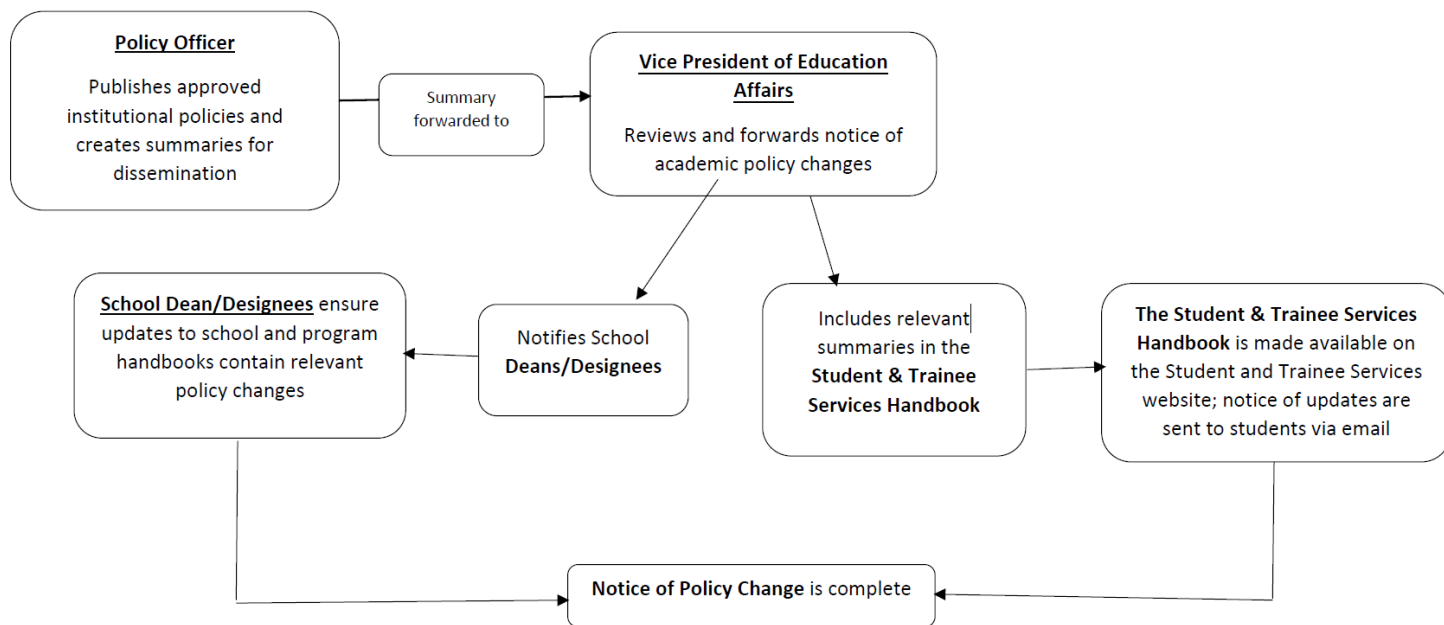 Policy Officer
Publishes approved
institutional policies and
creates summaries for
dissemination
Summary
forwarded to
Vice President of Education
Affairs
Reviews and forwards notice of
academic policy changes
School Dean/Designees ensure
updates to school and program
handbooks contain relevant
policy changes
Notifies School
Deans/Designees
Includes relevant
summaries in the
Student & Trainee
Services Handbook
The Student & Trainee Services
Handbook is made available on
the Student and Trainee Services
website; notice of updates are
sent to students via email
Notice of Policy Change is complete